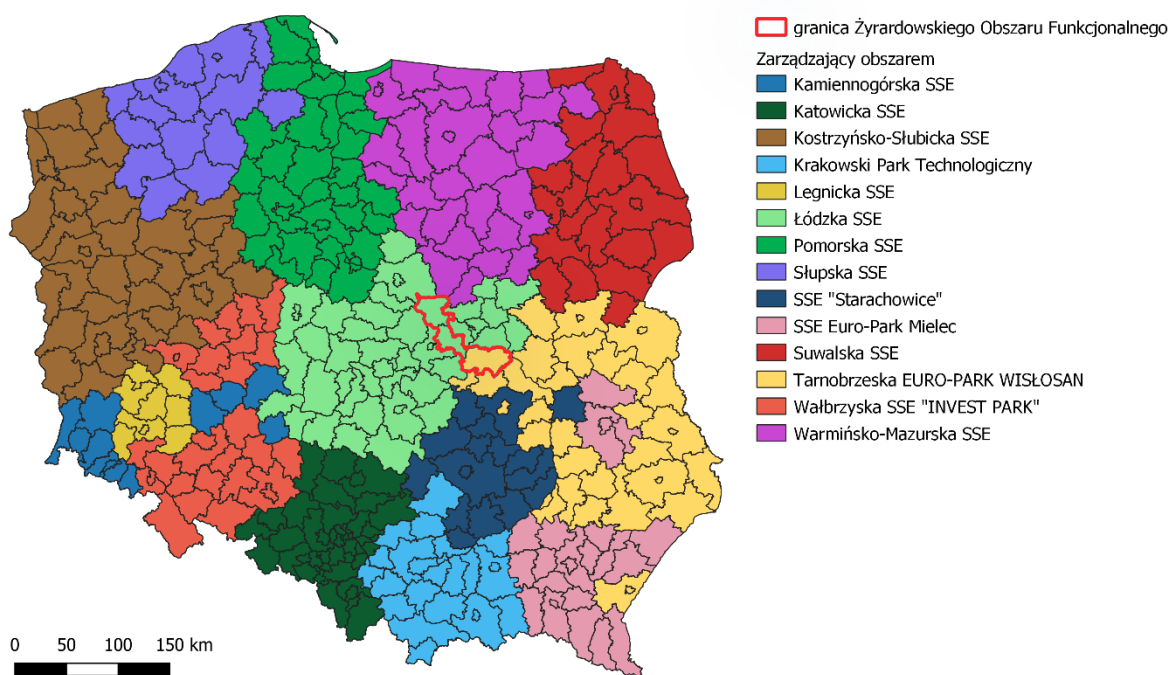 granica Żyrardowskiego Obszaru Funkcjonalnego
Zarządzający obszarem
Kamiennogórska SSE
Katowicka SSE
Kostrzyńsko-Słubicka SSE
Krakowski Park Technologiczny
Legnicka SSE
Łódzka SSE
Pomorska SSE
Słupska SSE
SSE "Starachowice"
SSE Euro-Park Mielec
Suwalska SSE
Tarnobrzeska EURO-PARK WISŁOSAN
Wałbrzyska SSE "INVEST PARK"
Warmińsko-Mazurska SSE
0 50 100 150 km